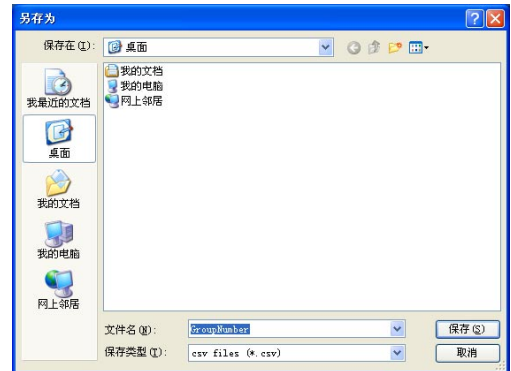 另存为
保存在(I):
桌面
我的文档
我的电脑
网上邻居
我最近的文档
桌面
我的文档
我的电脑
网上邻居
文件名(N):
GroupNumber
保存(S)
保存类型(T):
csv files (*.csv)
取消